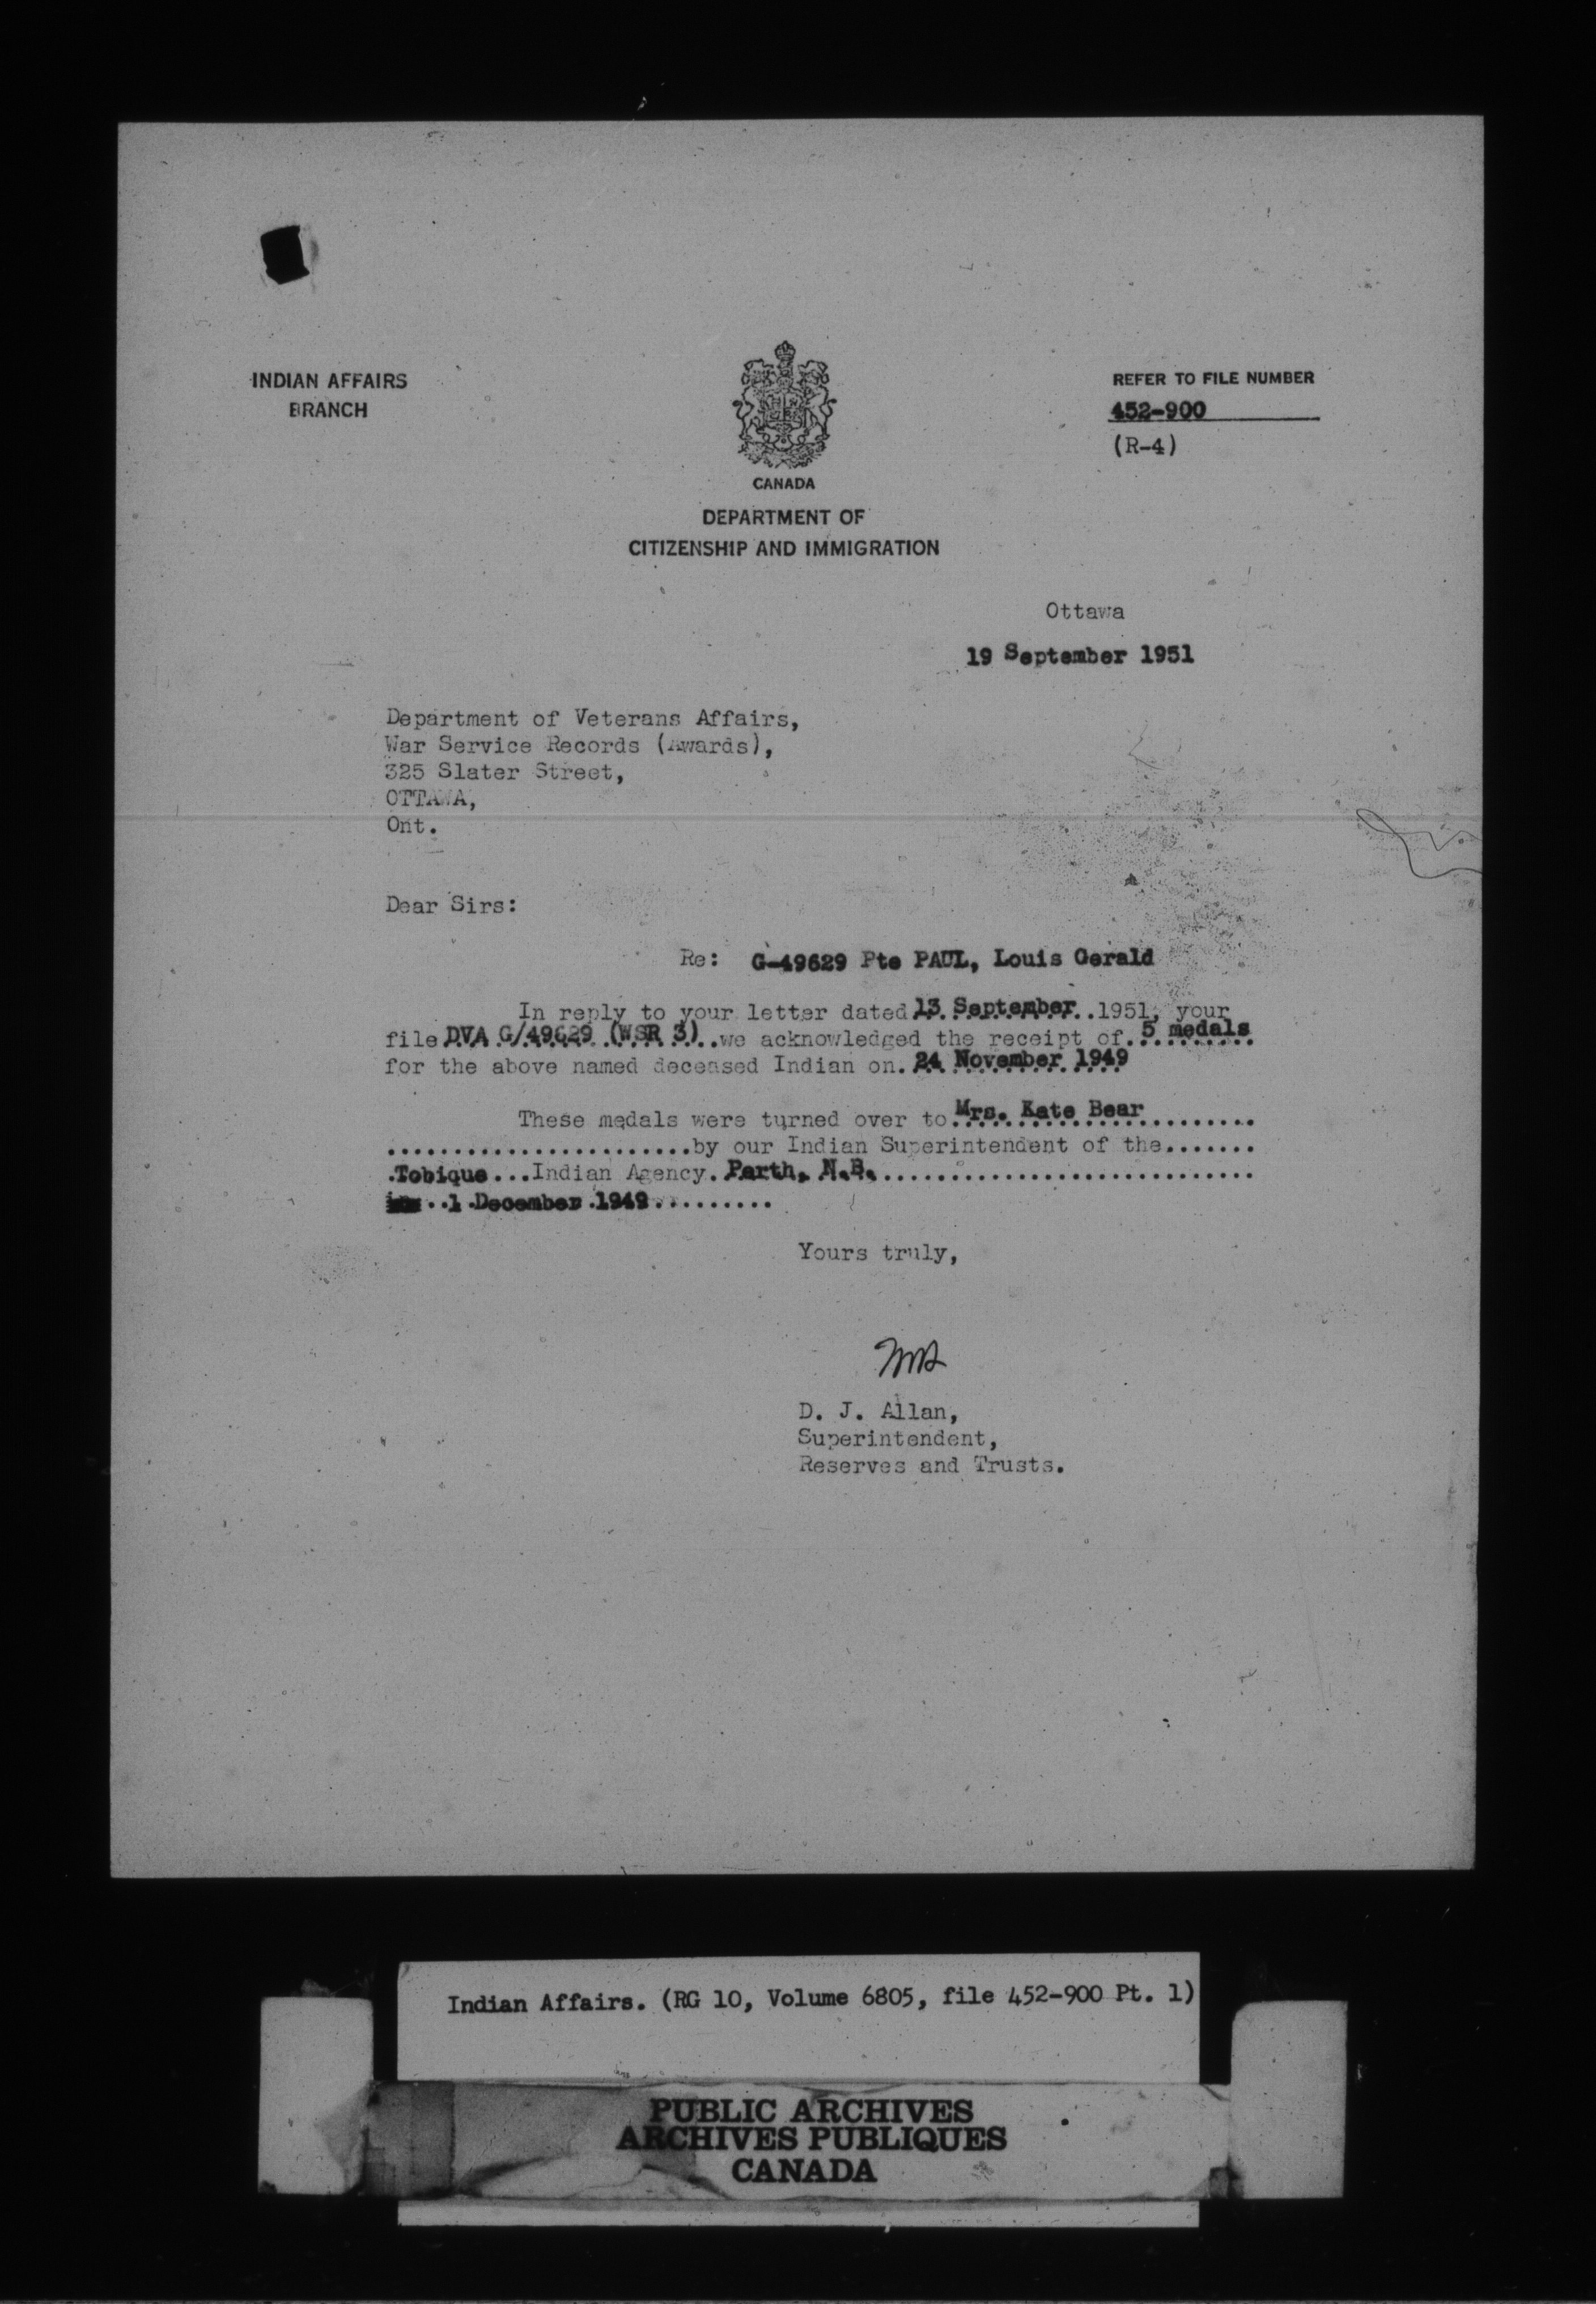 INDIAN AFFAIRS
BRANCH
REFER TO FILE NUMBER
452-900
(R-4)
CANADA
DEPARTMENT OF
CITIZENSHIP AND IMMIGRATION
Ottawa
19 September 1951
Department of Veterans Affairs,
War Service Records (Awards),
325 Slater Street,
OTTAWA,
Ont.
Dear Sirs:
Re: G-49629 Pte PAUL, Louis Gerald
In reply to your letter dated 13 September 1951, your
file DVA G/49629 (WSR 3) we acknowledged the receipt of 5 medals
for the above named deceased Indian on 24 November 1949
These medals were turned over to Mrs. Kate Bear
by our Indian Superintendent of the
Tobique Indian Agency Perth, N.B.
1 December 1949
Yours truly,
D. J. Allan,
Superintendent,
Reserves and Trusts.
Indian Affairs. (RG 10, Volume 6805, file 452-900 Pt. 1)
PUBLIC ARCHIVES
ARCHIVES PUBLIQUES
CANADA